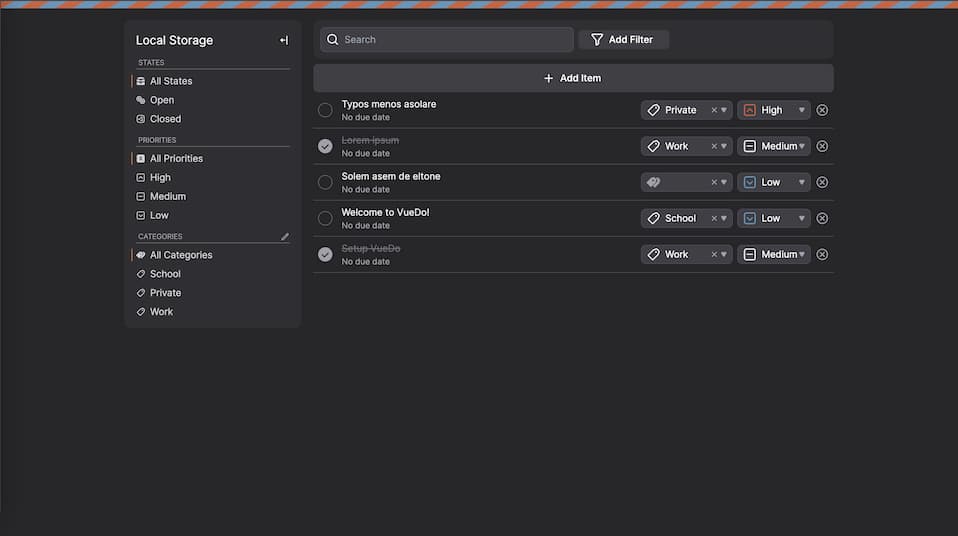 Local Storage
STATES
All States
Open
Closed
PRIORITIES
All Priorities
High
Medium
Low
CATEGORIES
All Categories
School
Private
Work
Search
Add Filter
Add Item
Typos menos asolare
No due date
Private
High
Lorem ipsum
No due date
Work
Medium
Solem asem de eltone
No due date
Low
Welcome to VueDo!
No due date
School
Low
Setup VueDo
No due date
Work
Medium